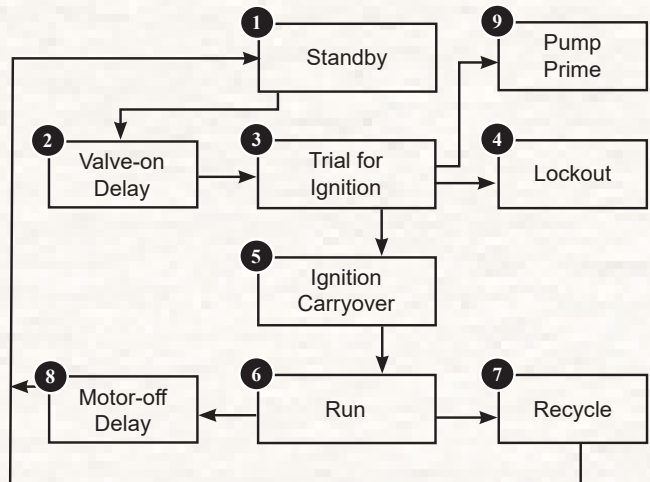 1
Standby
9
Pump
Prime
2
Valve-on
Delay
3
Trial for
Ignition
4
Lockout
5
Ignition
Carryover
8
Motor-off
Delay
6
Run
7
Recycle